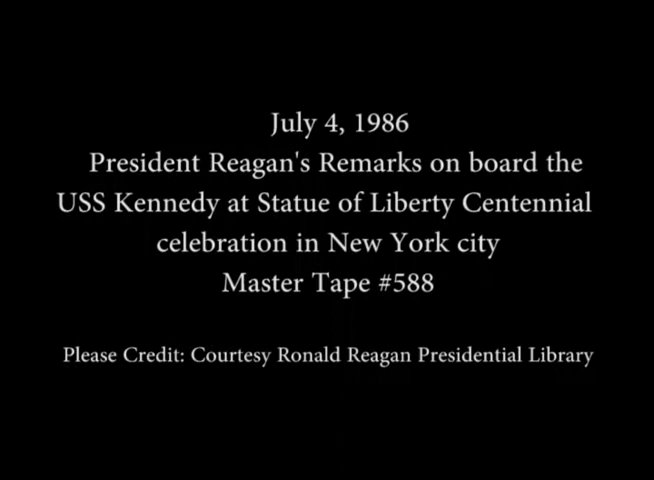 July 4, 1986
President Reagan's Remarks on board the
USS Kennedy at Statue of Liberty Centennial
celebration in New York city
Master Tape #588
Please Credit: Courtesy Ronald Reagan Presidential Library